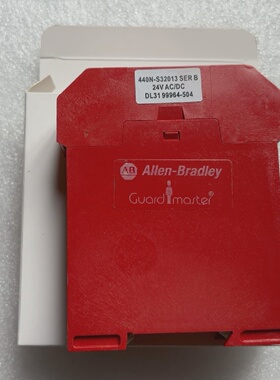 440N-S32013 SER B
24V AC/DC
DL31 99964-504
AB Allen-Bradley
Guardmaster